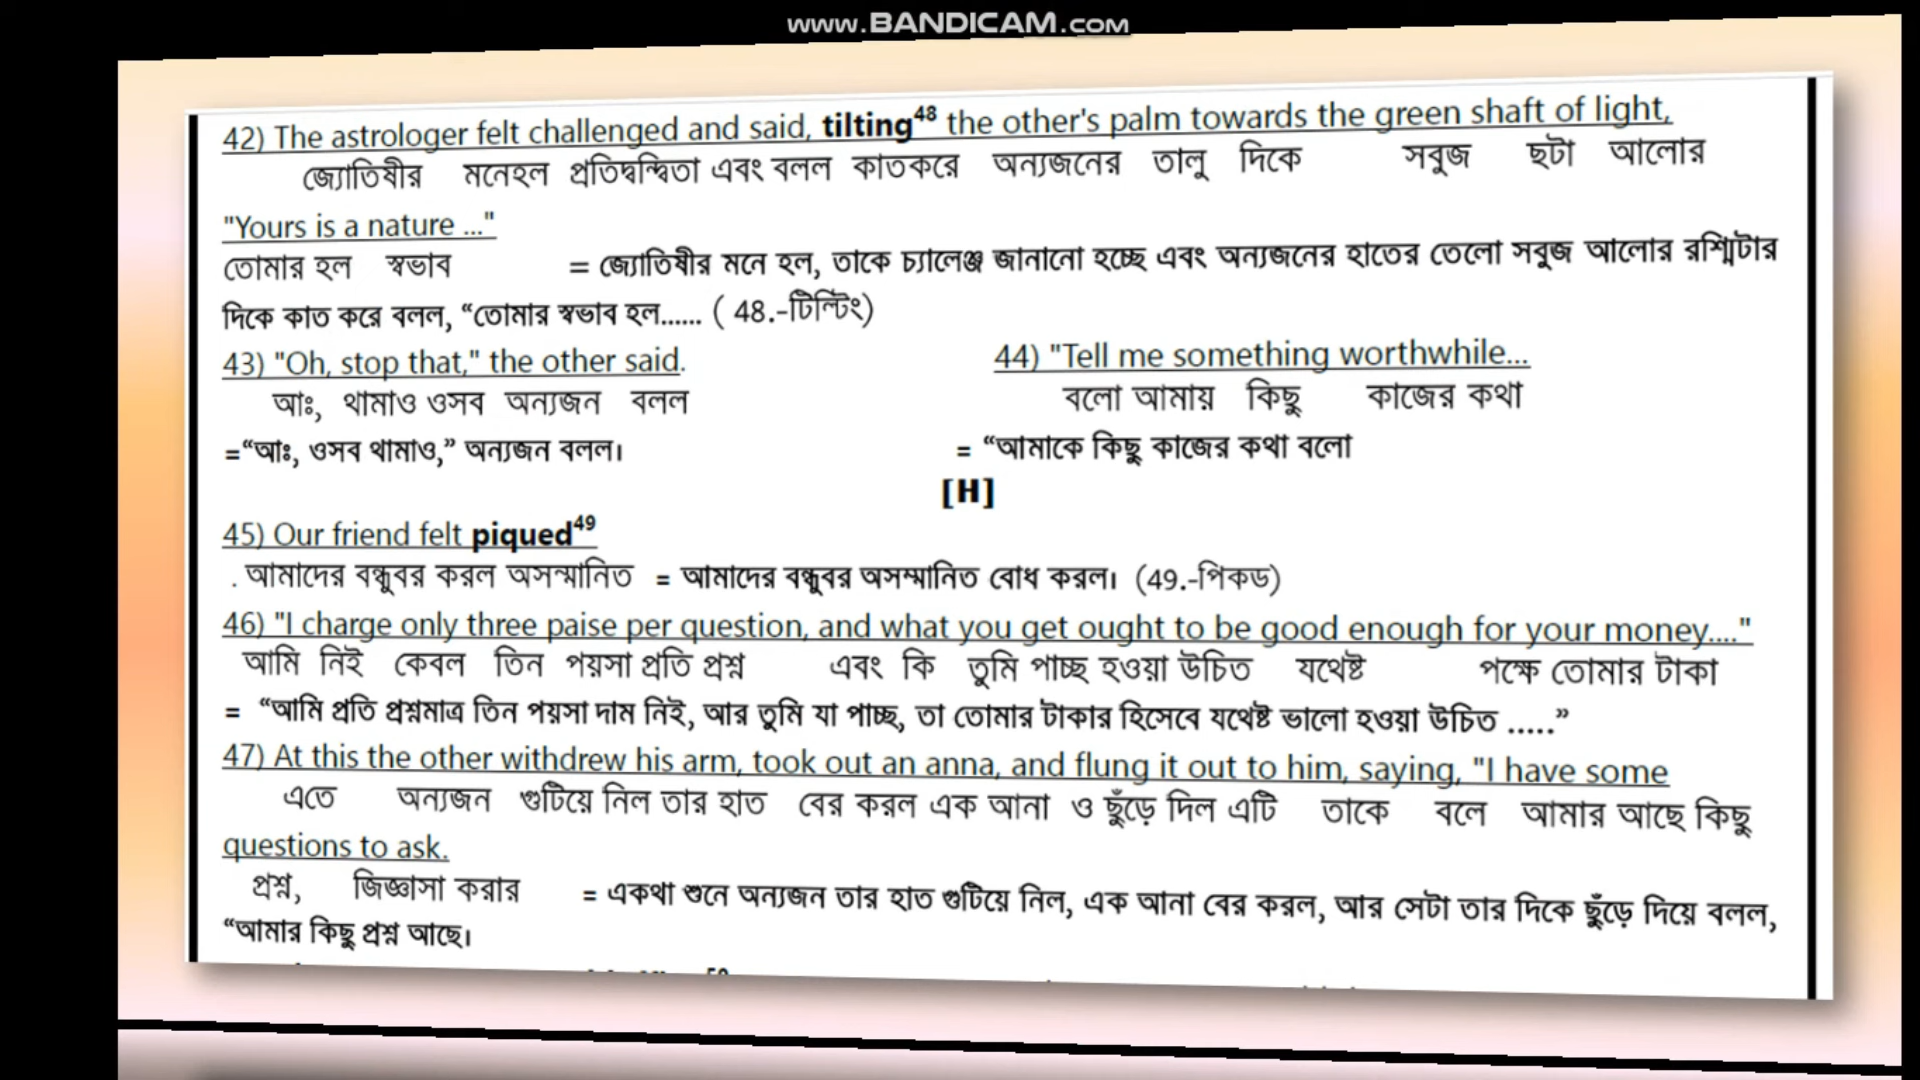 www.BANDICAM.com
42) The astrologer felt challenged and said, tilting48 the other's palm towards the green shaft of light,
জ্যোতিষীর মনেহল প্রতিদ্বন্দ্বিতা এবং বলল কাতকরে অন্যজনের তালু দিকে সবুজ ছটা আলোর
"Yours is a nature ..."
তোমার হল স্বভাব = জ্যোতিষীর মনে হল, তাকে চ্যালেঞ্জ জানানো হচ্ছে এবং অন্যজনের হাতের তেলো সবুজ আলোর রশ্মিটার
দিকে কাত করে বলল, “তোমার স্বভাব হল...... ( 48.-টিল্টিং)
43) "Oh, stop that," the other said. 44) "Tell me something worthwhile...
আঃ, থামাও ওসব অন্যজন বলল বলো আমায় কিছু কাজের কথা
=“আঃ, ওসব থামাও,” অন্যজন বলল। = “আমাকে কিছু কাজের কথা বলো
[H]
45) Our friend felt piqued49
. আমাদের বন্ধুবর করল অসম্মানিত = আমাদের বন্ধুবর অসম্মানিত বোধ করল। (49.-পিকড)
46) "I charge only three paise per question, and what you get ought to be good enough for your money...."
আমি নিই কেবল তিন পয়সা প্রতি প্রশ্ন এবং কি তুমি পাচ্ছ হওয়া উচিত যথেষ্ট পক্ষে তোমার টাকা
= “আমি প্রতি প্রশ্নমাত্র তিন পয়সা দাম নিই, আর তুমি যা পাচ্ছ, তা তোমার টাকার হিসেবে যথেষ্ট ভালো হওয়া উচিত .....”
47) At this the other withdrew his arm, took out an anna, and flung it out to him, saying, "I have some
এতে অন্যজন গুটিয়ে নিল তার হাত বের করল এক আনা ও ছুঁড়ে দিল এটি তাকে বলে আমার আছে কিছু
questions to ask.
প্রশ্ন, জিজ্ঞাসা করার = একথা শুনে অন্যজন তার হাত গুটিয়ে নিল, এক আনা বের করল, আর সেটা তার দিকে ছুঁড়ে দিয়ে বলল,
“আমার কিছু প্রশ্ন আছে।